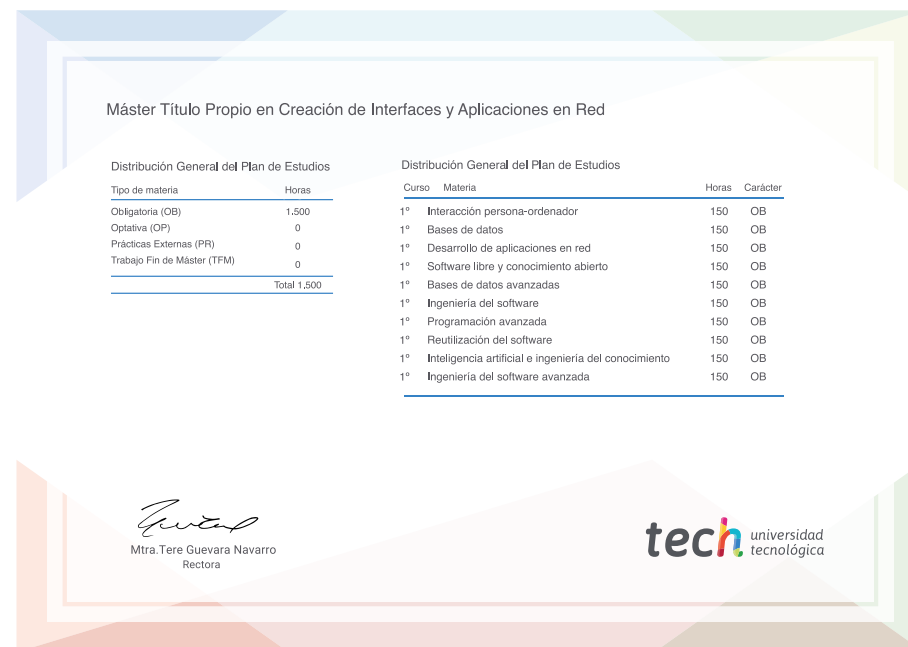 Máster Título Propio en Creación de Interfaces y Aplicaciones en Red
Distribución General del Plan de Estudios
Tipo de materia Horas
Obligatoria (OB) 1.500
Optativa (OP) 0
Prácticas Externas (PR) 0
Trabajo Fin de Máster (TFM) 0
Total 1.500
Distribución General del Plan de Estudios
Curso Materia Horas Carácter
1º Interacción persona-ordenador 150 OB
1º Bases de datos 150 OB
1º Desarrollo de aplicaciones en red 150 OB
1º Software libre y conocimiento abierto 150 OB
1º Bases de datos avanzadas 150 OB
1º Ingeniería del software 150 OB
1º Programación avanzada 150 OB
1º Reutilización del software 150 OB
1º Inteligencia artificial e ingeniería del conocimiento 150 OB
1º Ingeniería del software avanzada 150 OB
Mtra.Tere Guevara Navarro
Rectora
tech universidad
tecnológica